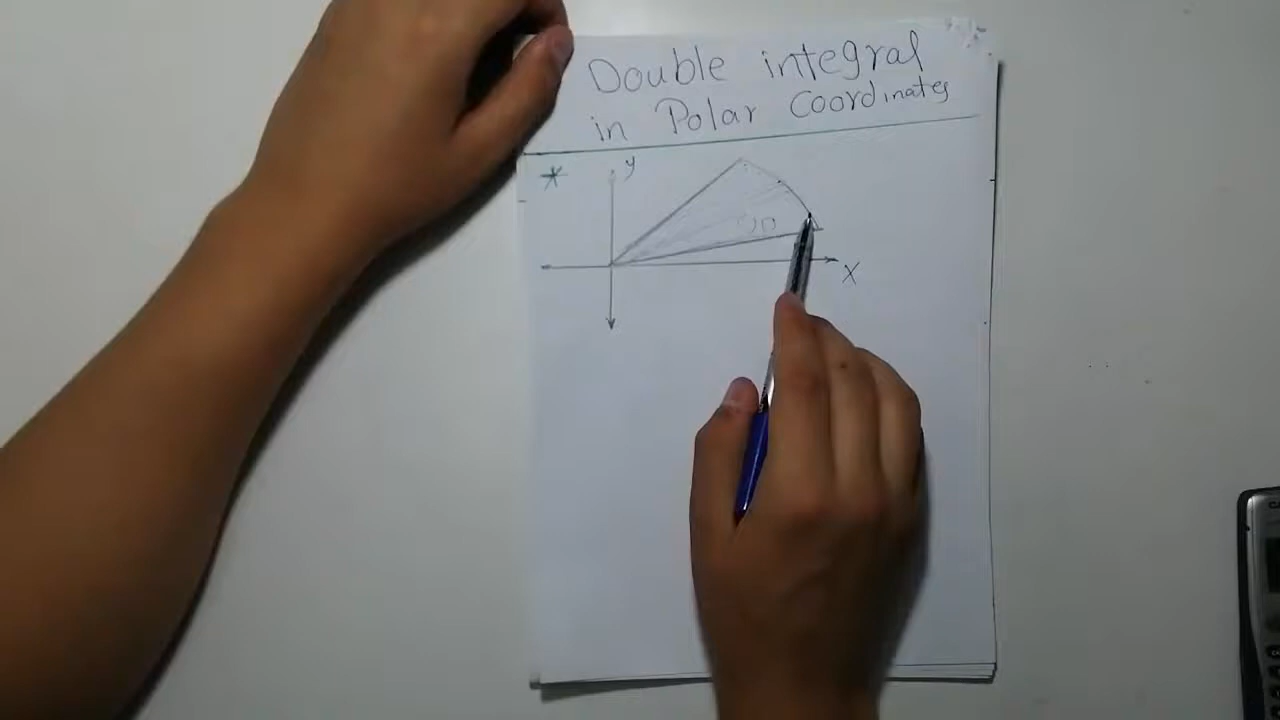 Double integral
in Polar Coordinates
*
y
x